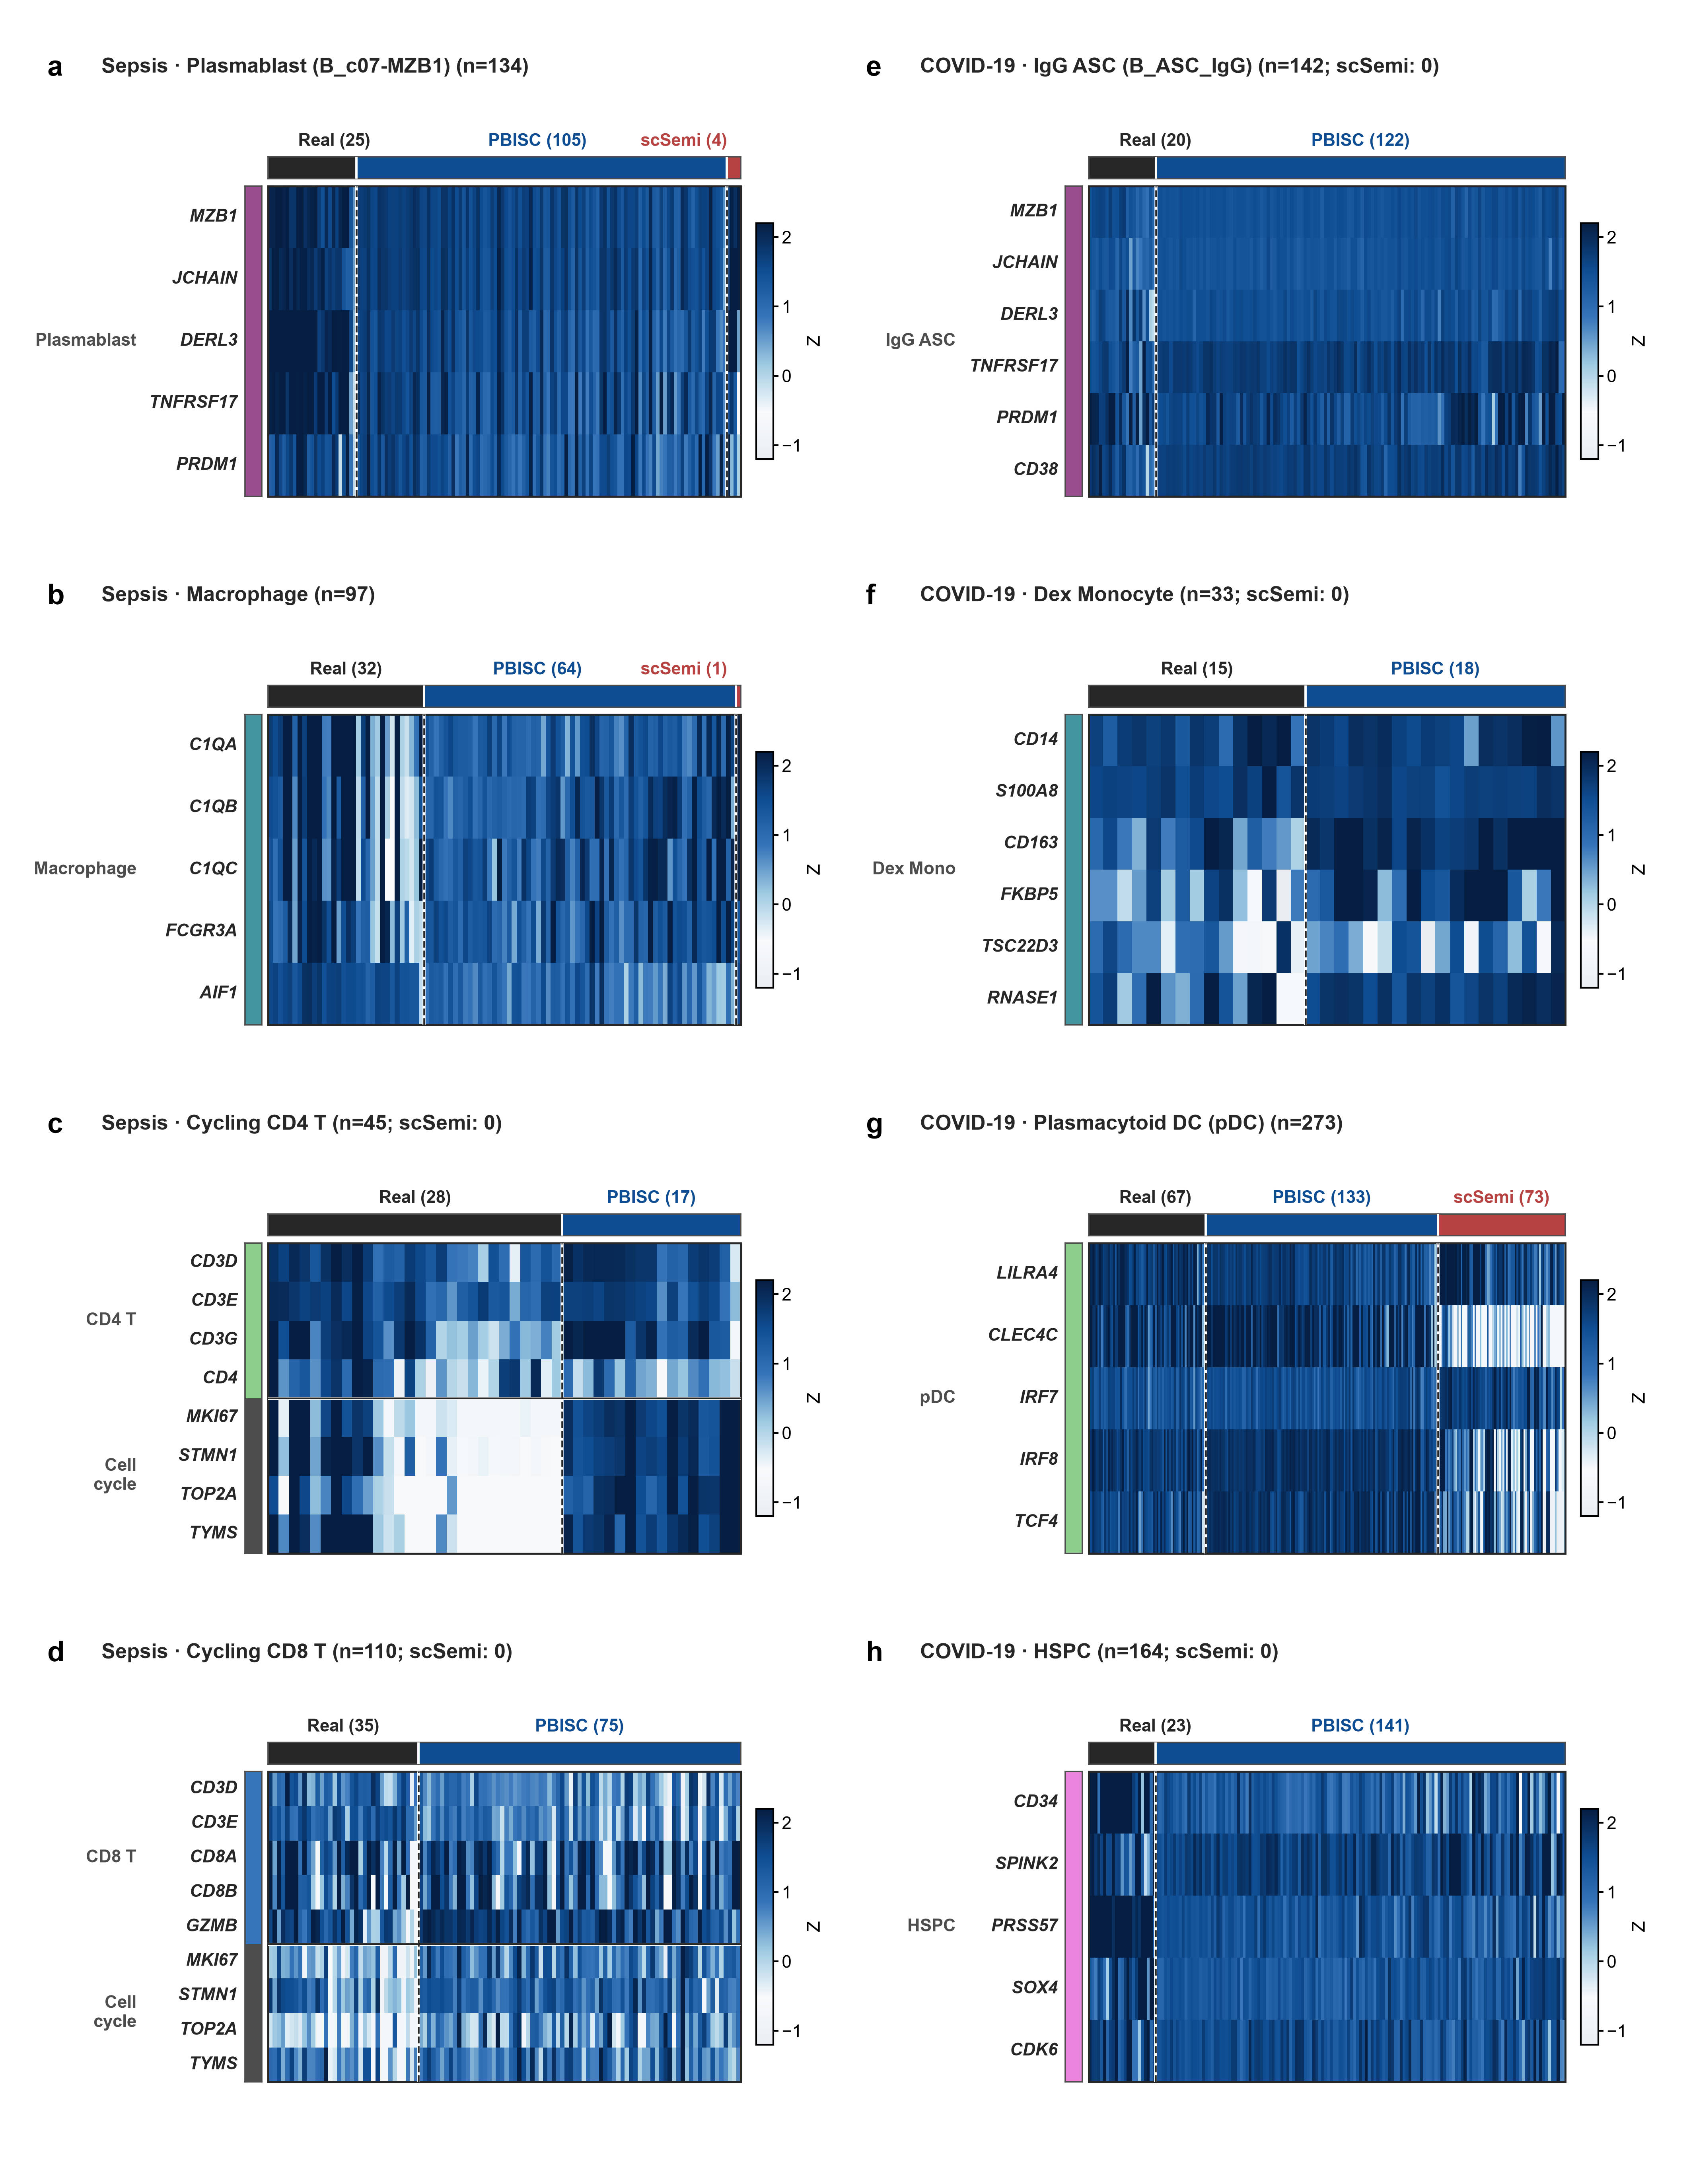 a Sepsis · Plasmablast (B_c07-MZB1) (n=134)
Real (25) PBISC (105) scSemi (4)
Plasmablast
MZB1
JCHAIN
DERL3
TNFRSF17
PRDM1
2
1
0
−1
Z
e COVID-19 · IgG ASC (B_ASC_IgG) (n=142; scSemi: 0)
Real (20) PBISC (122)
IgG ASC
MZB1
JCHAIN
DERL3
TNFRSF17
PRDM1
CD38
2
1
0
−1
Z
b Sepsis · Macrophage (n=97)
Real (32) PBISC (64) scSemi (1)
Macrophage
C1QA
C1QB
C1QC
FCGR3A
AIF1
2
1
0
−1
Z
f COVID-19 · Dex Monocyte (n=33; scSemi: 0)
Real (15) PBISC (18)
Dex Mono
CD14
S100A8
CD163
FKBP5
TSC22D3
RNASE1
2
1
0
−1
Z
c Sepsis · Cycling CD4 T (n=45; scSemi: 0)
Real (28) PBISC (17)
CD4 T
CD3D
CD3E
CD3G
CD4
Cell
cycle
MKI67
STMN1
TOP2A
TYMS
2
1
0
−1
Z
g COVID-19 · Plasmacytoid DC (pDC) (n=273)
Real (67) PBISC (133) scSemi (73)
pDC
LILRA4
CLEC4C
IRF7
IRF8
TCF4
2
1
0
−1
Z
d Sepsis · Cycling CD8 T (n=110; scSemi: 0)
Real (35) PBISC (75)
CD8 T
CD3D
CD3E
CD8A
CD8B
GZMB
Cell
cycle
MKI67
STMN1
TOP2A
TYMS
2
1
0
−1
Z
h COVID-19 · HSPC (n=164; scSemi: 0)
Real (23) PBISC (141)
HSPC
CD34
SPINK2
PRSS57
SOX4
CDK6
2
1
0
−1
Z